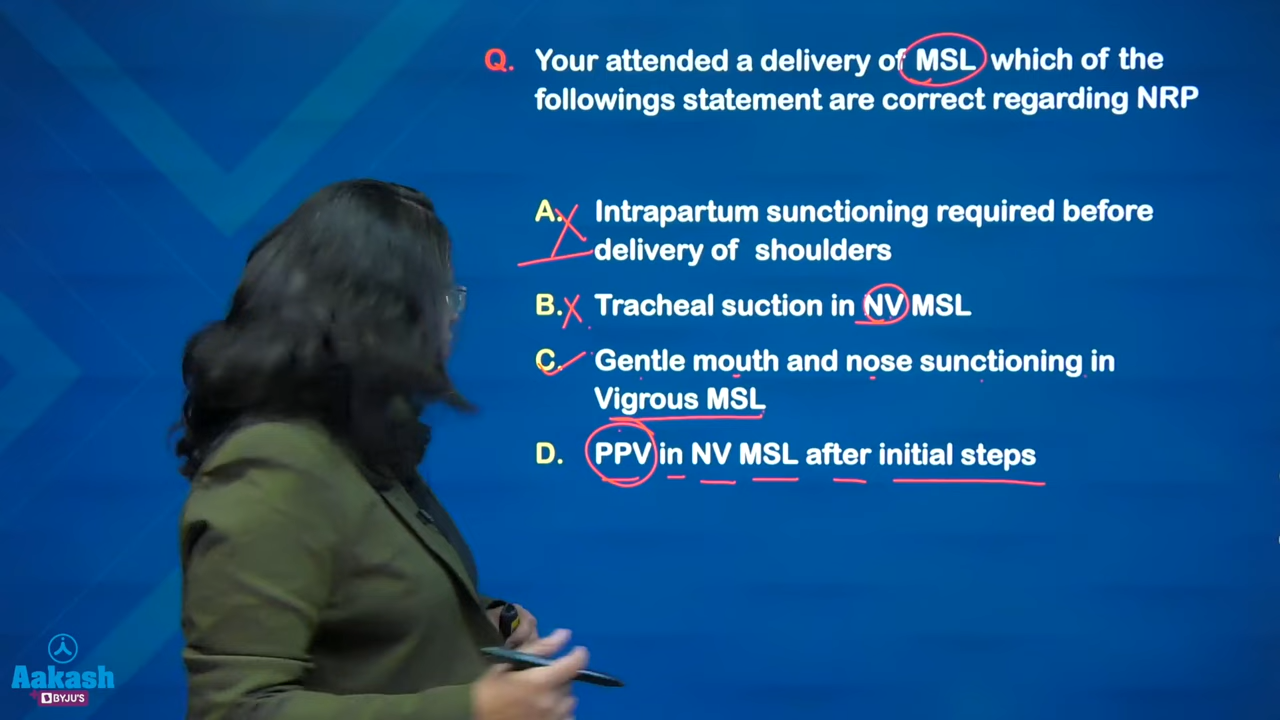 Q. Your attended a delivery of MSL which of the
followings statement are correct regarding NRP
A. Intrapartum sunctioning required before
delivery of shoulders
B. Tracheal suction in NV MSL
C. Gentle mouth and nose sunctioning in
Vigrous MSL
D. PPV in NV MSL after initial steps
Aakash
BYJU'S